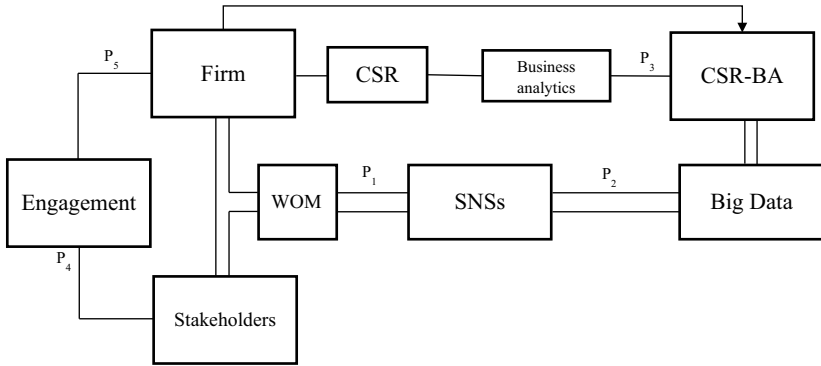 P5
Firm
CSR
Business
analytics
P3
CSR-BA
Engagement
WOM
P1
SNSs
P2
Big Data
P4
Stakeholders